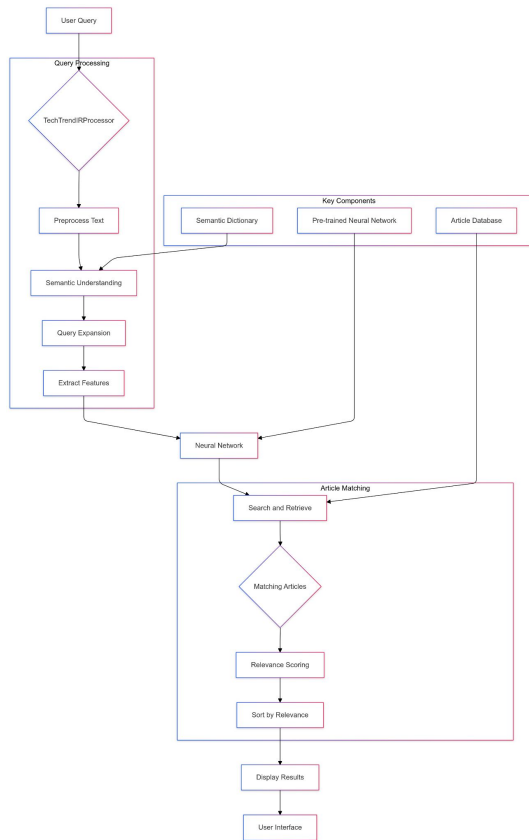 User Query
Query Processing
TechTrendIRProcessor
Key Components
Preprocess Text
Semantic Dictionary
Pre-trained Neural Network
Article Database
Semantic Understanding
Query Expansion
Extract Features
Neural Network
Article Matching
Search and Retrieve
Matching Articles
Relevance Scoring
Sort by Relevance
Display Results
User Interface